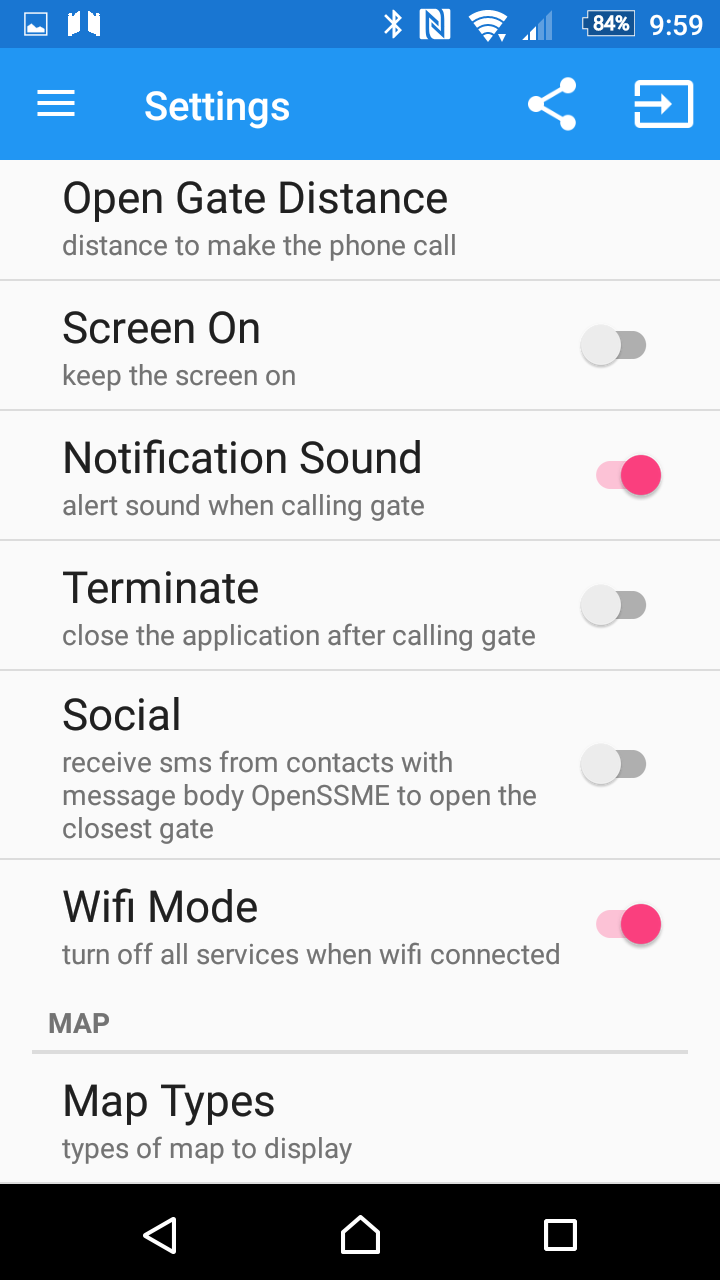 84% 9:59
Settings
Open Gate Distance
distance to make the phone call
Screen On
keep the screen on
Notification Sound
alert sound when calling gate
Terminate
close the application after calling gate
Social
receive sms from contacts with
message body OpenSSME to open the
closest gate
Wifi Mode
turn off all services when wifi connected
MAP
Map Types
types of map to display